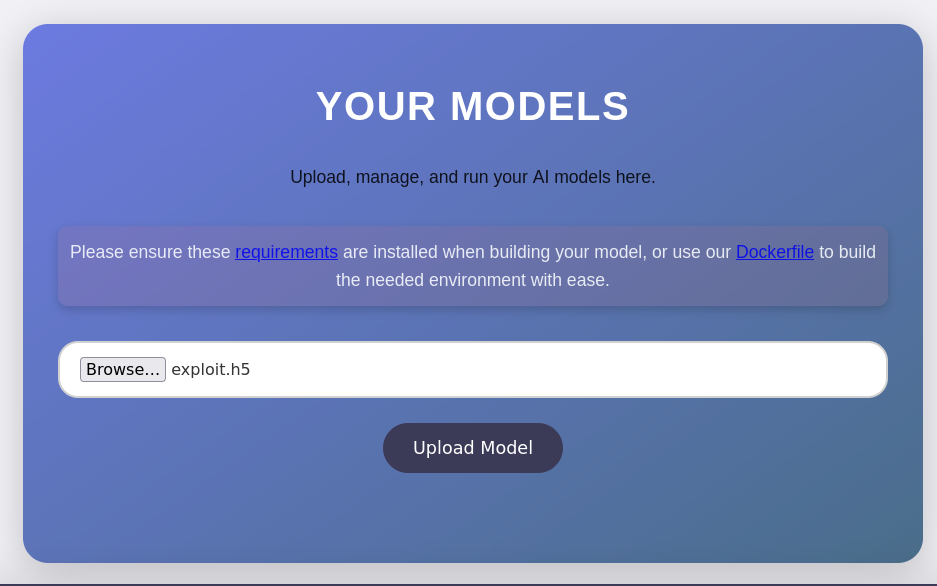 YOUR MODELS
Upload, manage, and run your AI models here.
Please ensure these requirements are installed when building your model, or use our Dockerfile to build
the needed environment with ease.
Browse... exploit.h5
Upload Model